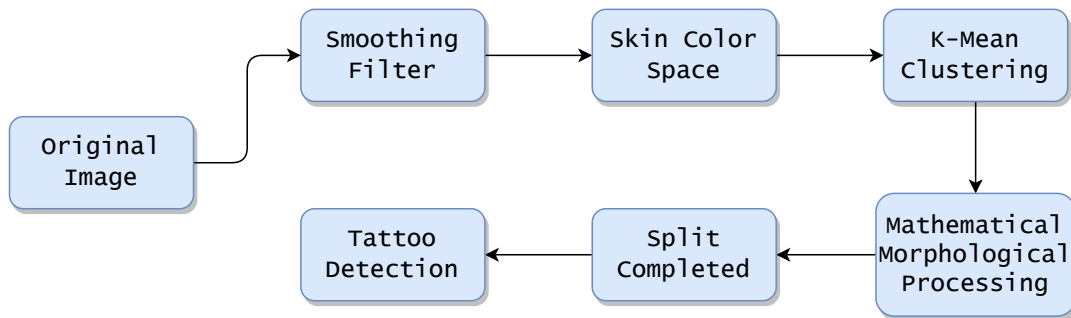 Original
Image
Smoothing
Filter
Skin Color
Space
K-Mean
Clustering
Mathematical
Morphological
Processing
Split
Completed
Tattoo
Detection